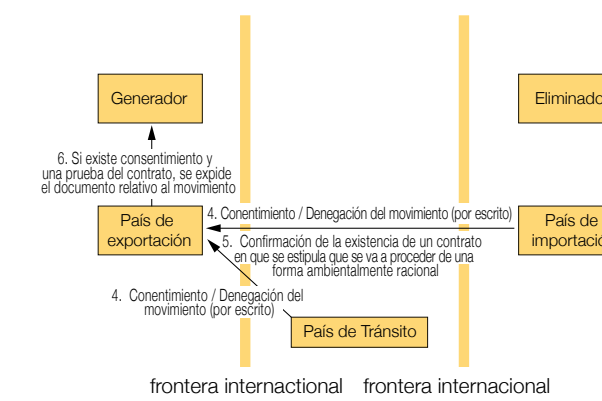 Generador
Eliminado
6. Si existe consentimiento y
una prueba del contrato, se expide
el documento relativo al movimiento
País de
exportación
4. Conentimiento / Denegación del movimiento (por escrito)
País de
importació
5. Confirmación de la existencia de un contrato
en que se estipula que se va a proceder de una
forma ambientalmente racional
4. Conentimiento / Denegación del
movimiento (por escrito)
País de Tránsito
frontera internactional
frontera internacional